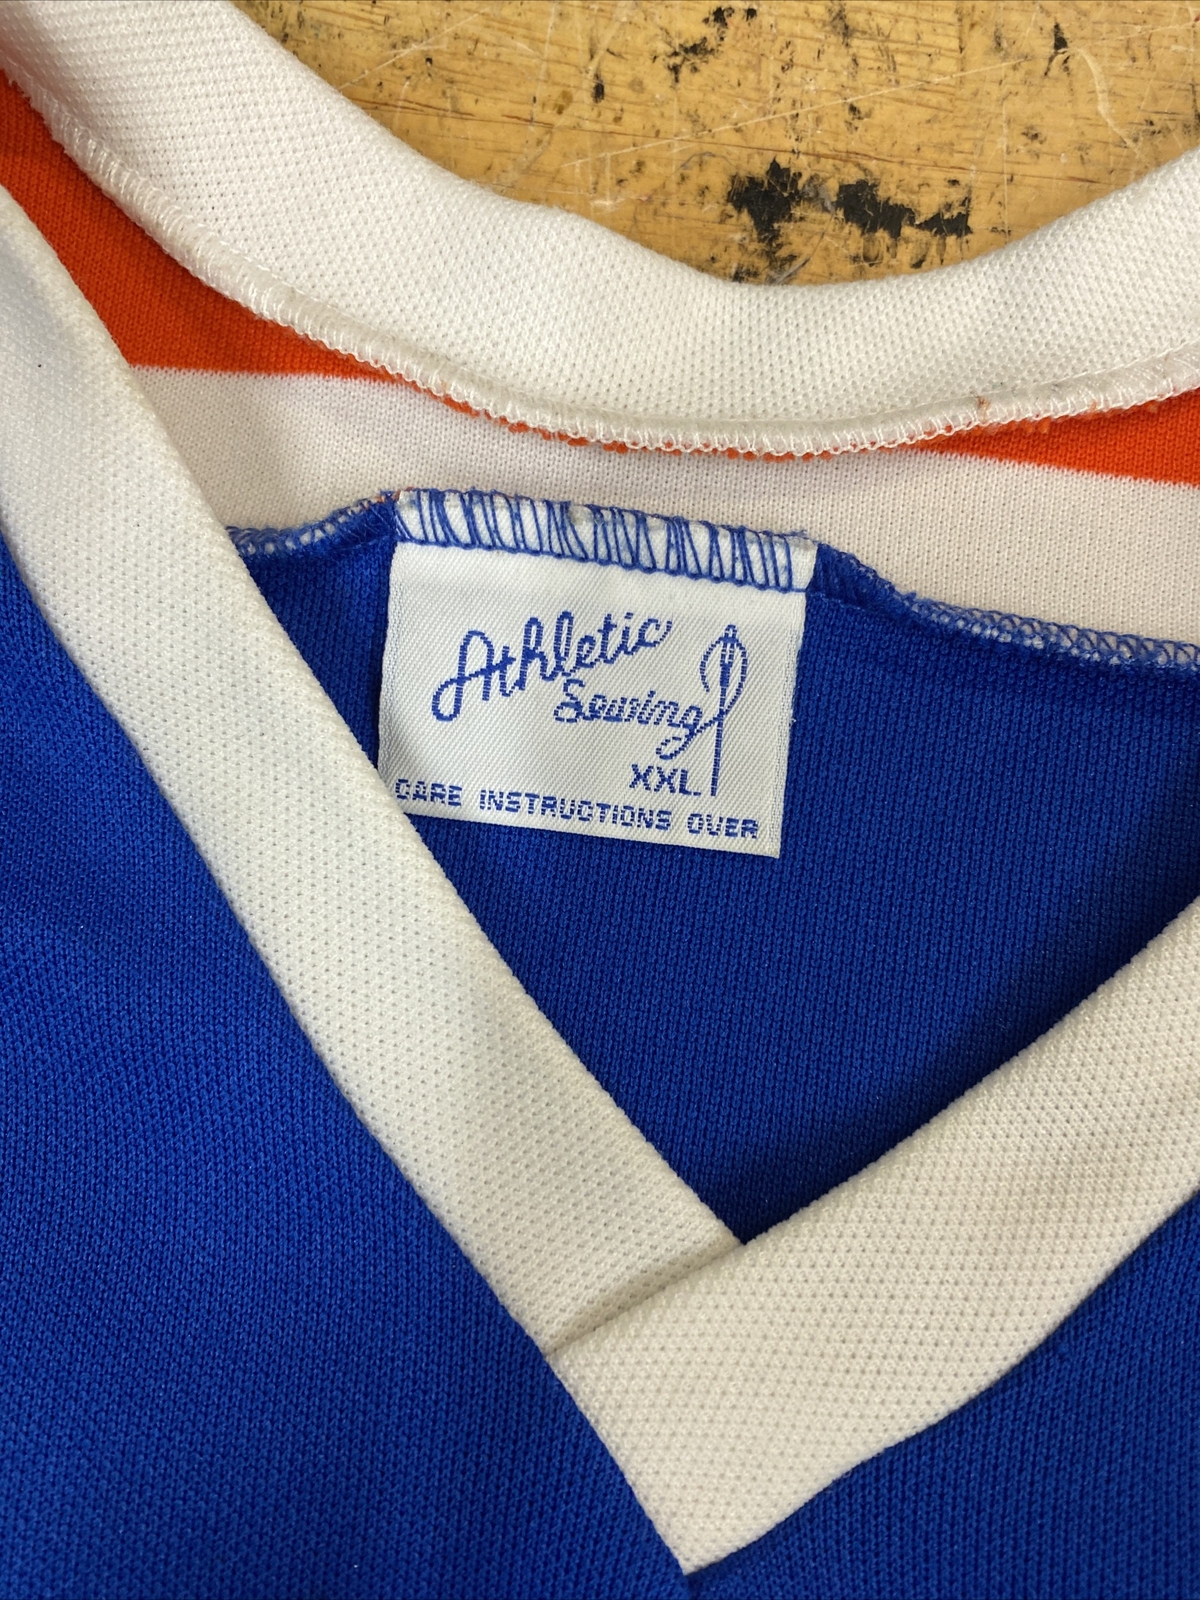 Athletic
Sewing
XXL
CARE INSTRUCTIONS OVER